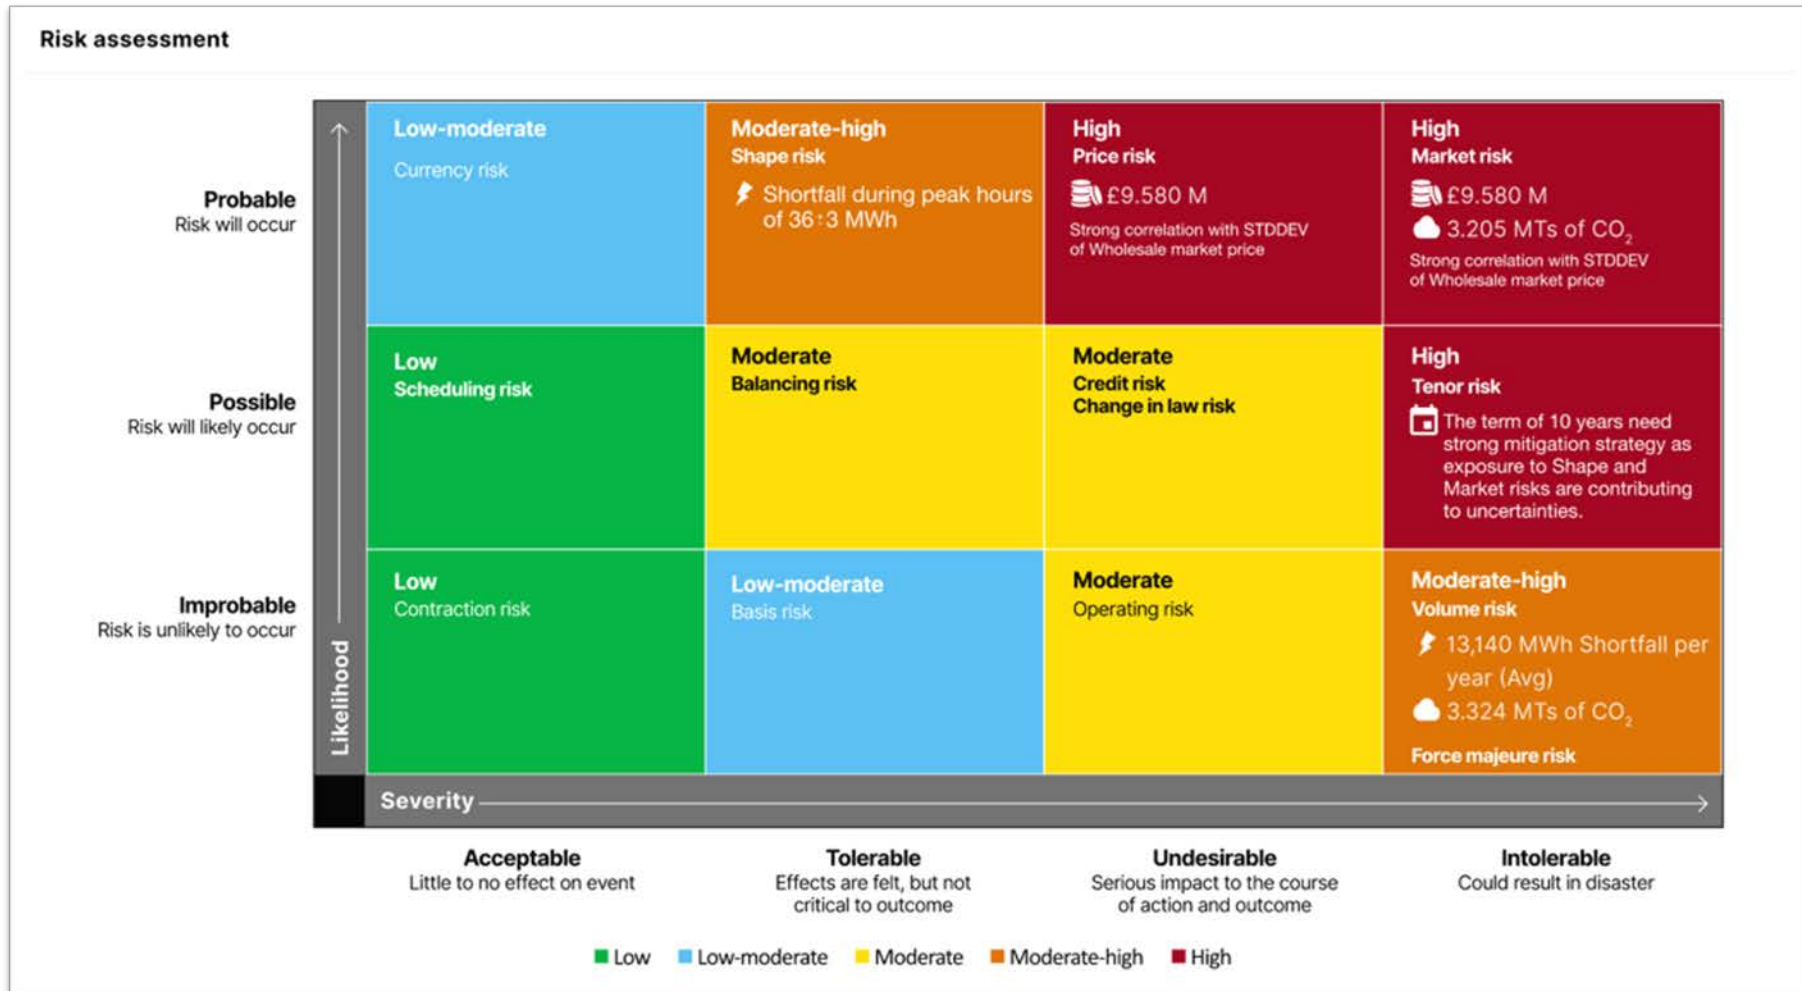 Risk assessment
Probable
Risk will occur
Low-moderate
Currency risk
Moderate-high
Shape risk
Shortfall during peak hours
of 36:3 MWh
High
Price risk
£9.580 M
Strong correlation with STDDEV
of Wholesale market price
High
Market risk
£9.580 M
3.205 MTs of CO₂
Strong correlation with STDDEV
of Wholesale market price
Possible
Risk will likely occur
Low
Scheduling risk
Moderate
Balancing risk
Moderate
Credit risk
Change in law risk
High
Tenor risk
The term of 10 years need
strong mitigation strategy as
exposure to Shape and
Market risks are contributing
to uncertainties.
Improbable
Risk is unlikely to occur
Low
Contraction risk
Low-moderate
Basis risk
Moderate
Operating risk
Moderate-high
Volume risk
13,140 MWh Shortfall per
year (Avg)
3.324 MTs of CO₂
Force majeure risk
Likelihood
Severity
Acceptable
Little to no effect on event
Tolerable
Effects are felt, but not
critical to outcome
Undesirable
Serious impact to the course
of action and outcome
Intolerable
Could result in disaster
Low
Low-moderate
Moderate
Moderate-high
High